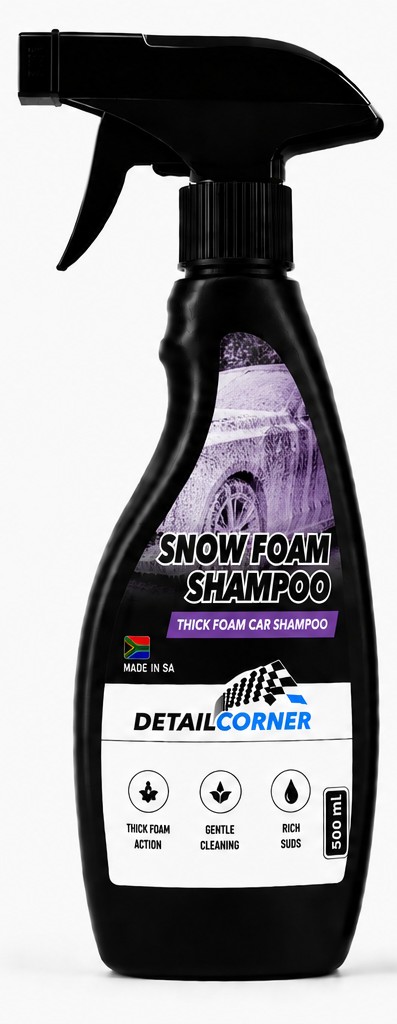 SNOW FOAM
SHAMPOO
THICK FOAM CAR SHAMPOO
MADE IN SA
DETAILCORNER
THICK FOAM
ACTION
GENTLE
CLEANING
RICH
SUDS
500 ml